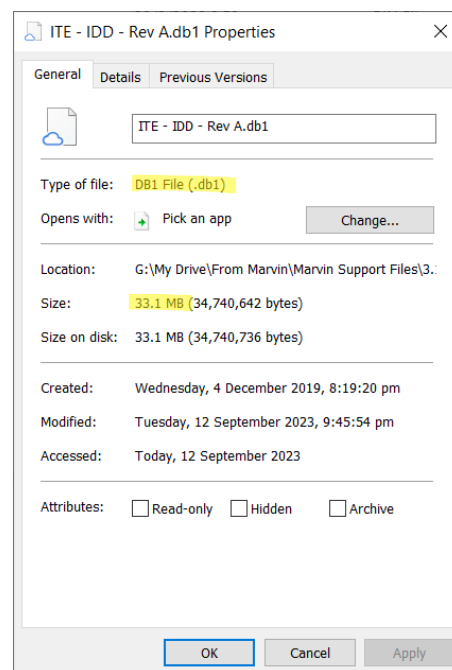 ITE - IDD - Rev A.db1 Properties
General Details Previous Versions
ITE - IDD - Rev A.db1
Type of file: DB1 File (.db1)
Opens with: Pick an app Change...
Location: G:\My Drive\From Marvin\Marvin Support Files\3.
Size: 33.1 MB (34,740,642 bytes)
Size on disk: 33.1 MB (34,740,736 bytes)
Created: Wednesday, 4 December 2019, 8:19:20 pm
Modified: Tuesday, 12 September 2023, 9:45:54 pm
Accessed: Today, 12 September 2023
Attributes: Read-only Hidden Archive
OK Cancel Apply